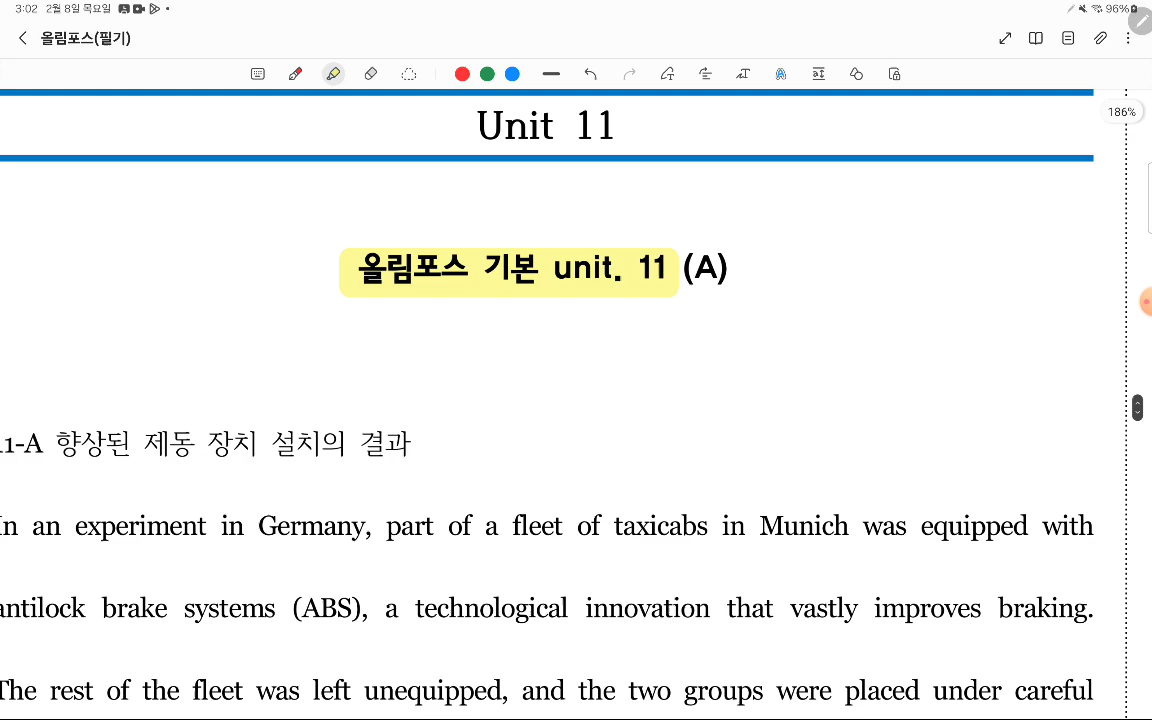 3:02 2월 8일 목요일 96%
올림포스(필기)
Unit 11
186%
올림포스 기본 unit. 11 (A)
11-A 향상된 제동 장치 설치의 결과
In an experiment in Germany, part of a fleet of taxicabs in Munich was equipped with
antilock brake systems (ABS), a technological innovation that vastly improves braking.
The rest of the fleet was left unequipped, and the two groups were placed under careful